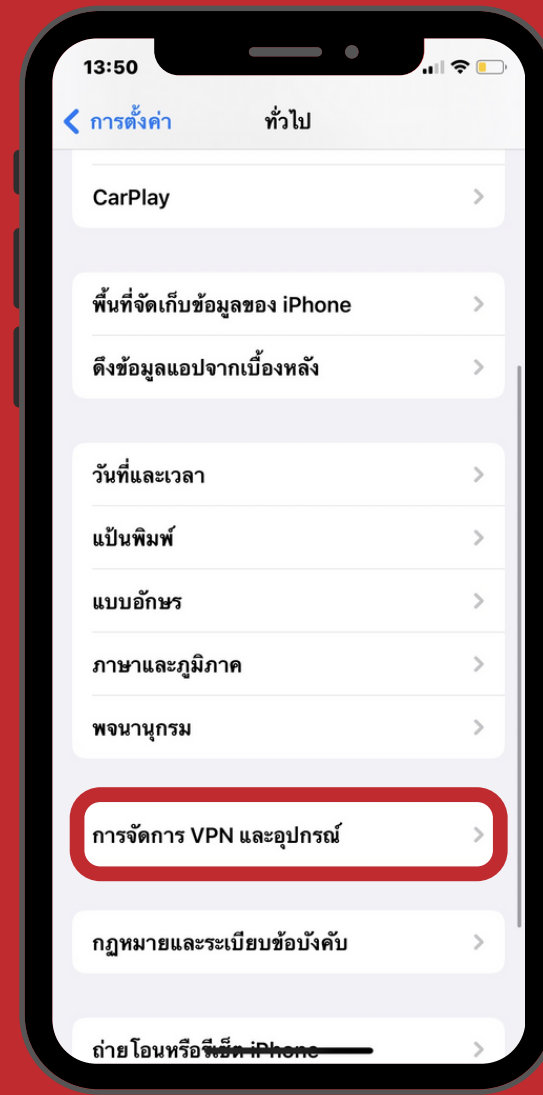 13:50
การตั้งค่า ทั่วไป
CarPlay
พื้นที่จัดเก็บข้อมูลของ iPhone
ดึงข้อมูลแอปจากเบื้องหลัง
วันที่และเวลา
แป้นพิมพ์
แบบอักษร
ภาษาและภูมิภาค
พจนานุกรม
การจัดการ VPN และอุปกรณ์
กฎหมายและระเบียบข้อบังคับ
ถ่ายโอนหรือรีเซ็ต iPhone